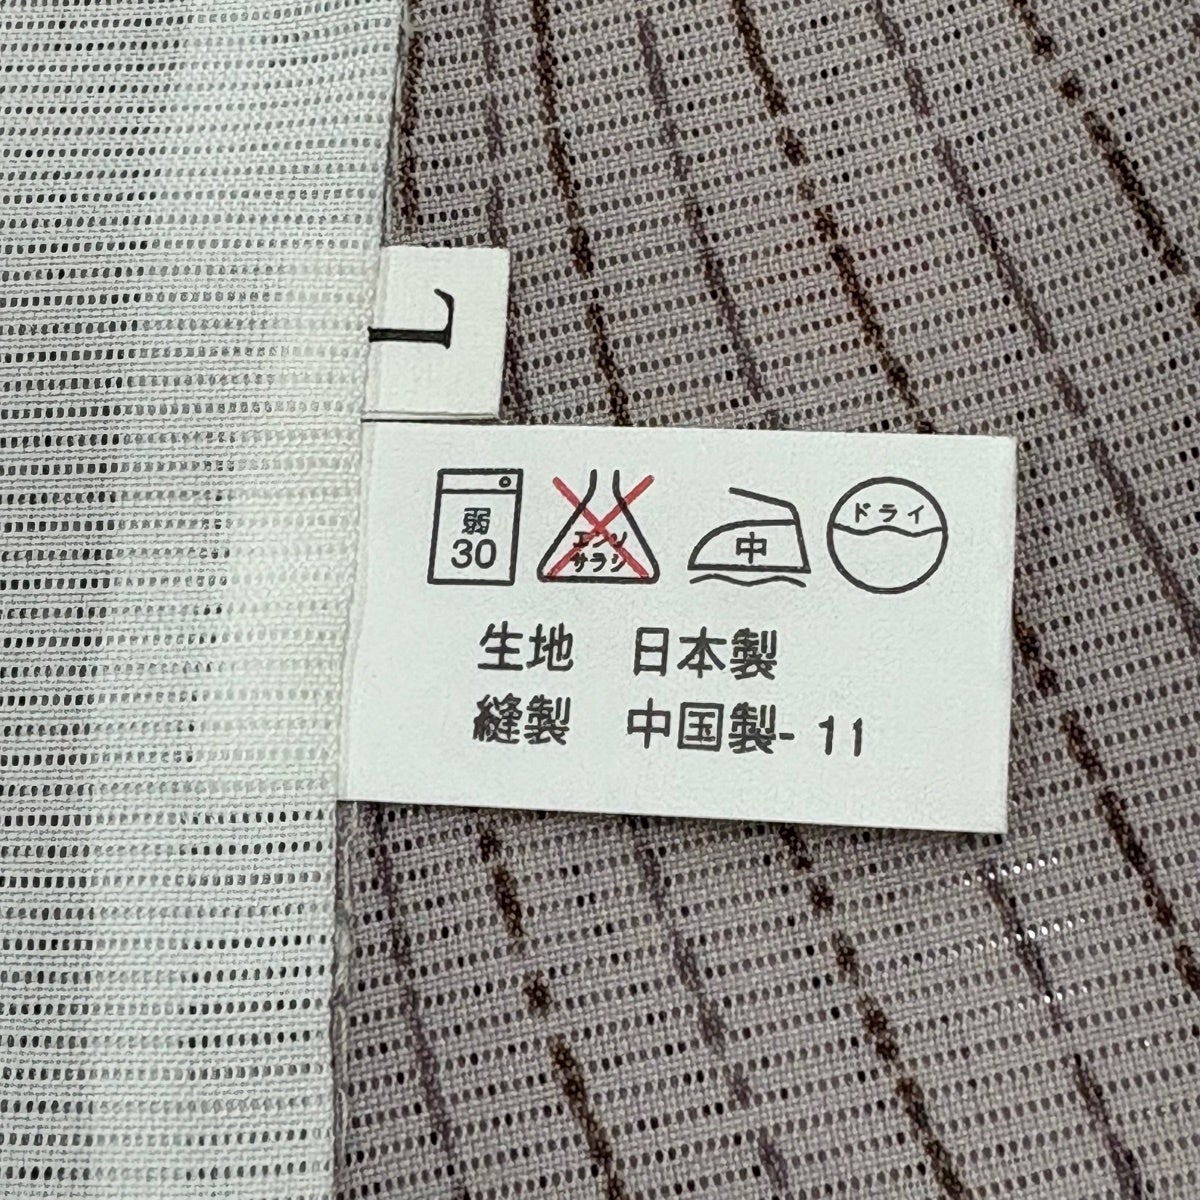 L
弱 30
エンソサラシ
中
ドライ
生地 日本製
縫製 中国製- 11